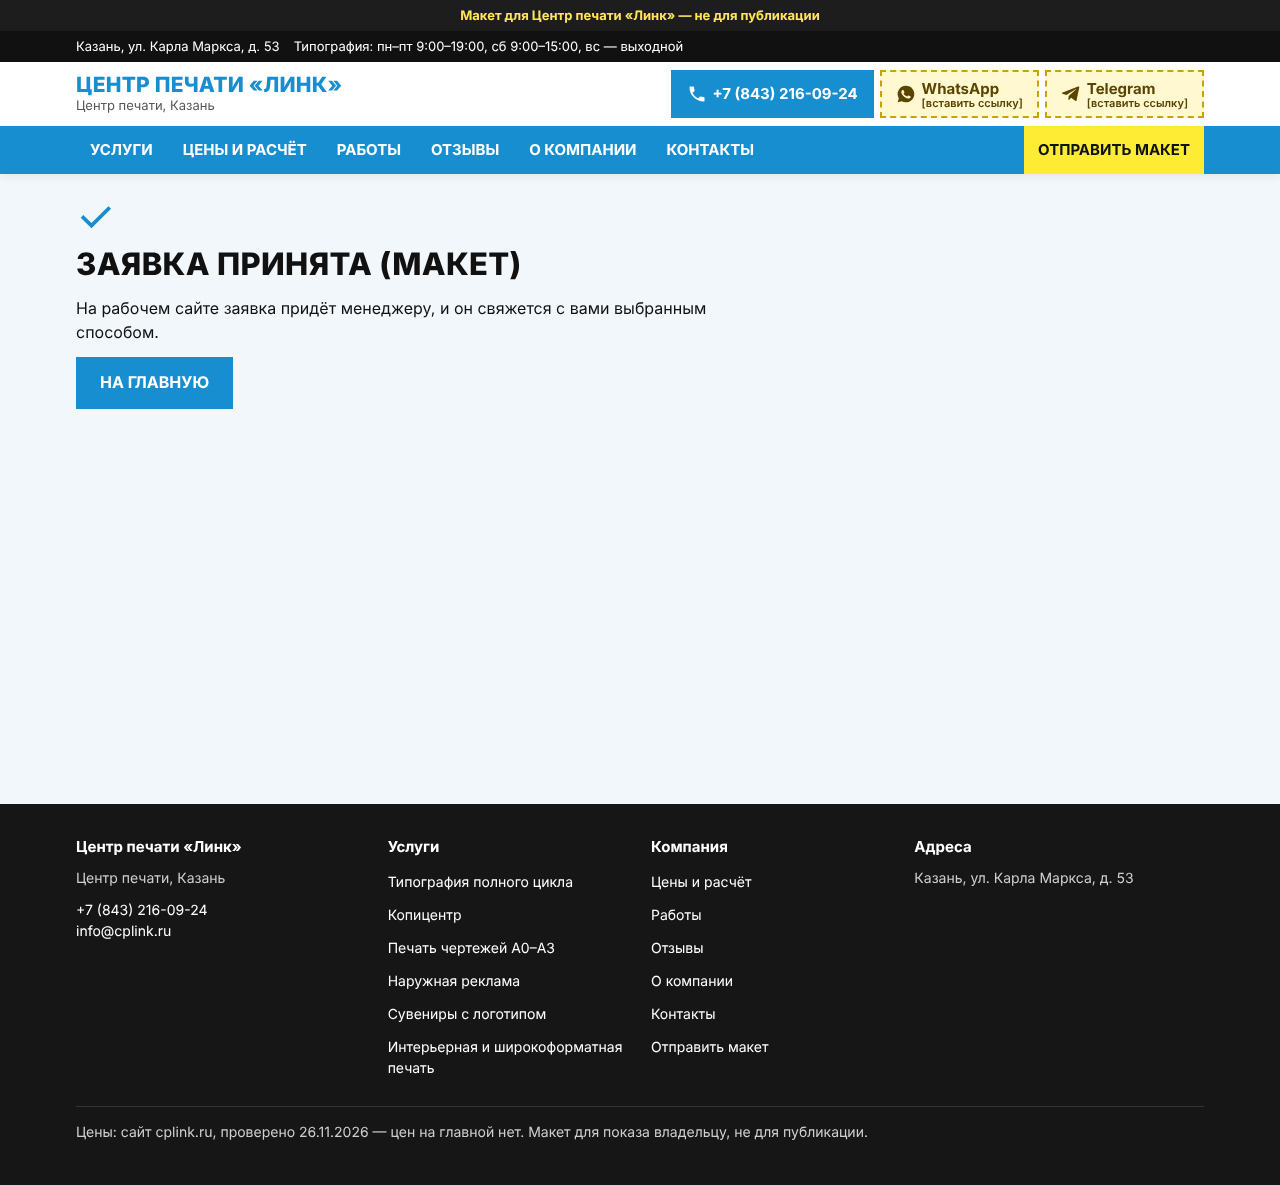 Макет для Центр печати «Линк» — не для публикации
Казань, ул. Карла Маркса, д. 53 Типография: пн–пт 9:00–19:00, сб 9:00–15:00, вс — выходной
ЦЕНТР ПЕЧАТИ «ЛИНК»
Центр печати, Казань
+7 (843) 216-09-24
WhatsApp
[вставить ссылку]
Telegram
[вставить ссылку]
УСЛУГИ ЦЕНЫ И РАСЧЁТ РАБОТЫ ОТЗЫВЫ О КОМПАНИИ КОНТАКТЫ ОТПРАВИТЬ МАКЕТ
ЗАЯВКА ПРИНЯТА (МАКЕТ)
На рабочем сайте заявка придёт менеджеру, и он свяжется с вами выбранным
способом.
НА ГЛАВНУЮ
Центр печати «Линк»
Центр печати, Казань
+7 (843) 216-09-24
info@cplink.ru
Услуги
Типография полного цикла
Копицентр
Печать чертежей А0–А3
Наружная реклама
Сувениры с логотипом
Интерьерная и широкоформатная
печать
Компания
Цены и расчёт
Работы
Отзывы
О компании
Контакты
Отправить макет
Адреса
Казань, ул. Карла Маркса, д. 53
Цены: сайт cplink.ru, проверено 26.11.2026 — цен на главной нет. Макет для показа владельцу, не для публикации.